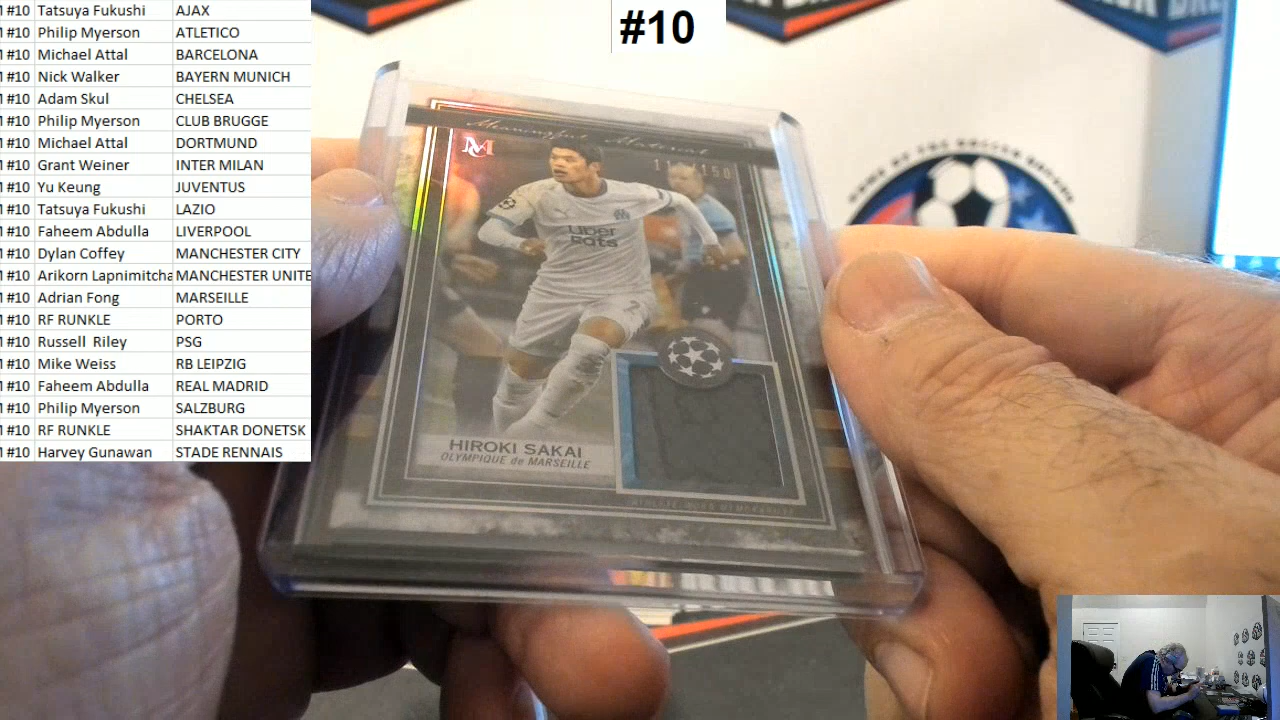 #10 Tatsuya Fukushi AJAX
#10 Philip Myerson ATLETICO
#10 Michael Attal BARCELONA
#10 Nick Walker BAYERN MUNICH
#10 Adam Skul CHELSEA
#10 Philip Myerson CLUB BRUGGE
#10 Michael Attal DORTMUND
#10 Grant Weiner INTER MILAN
#10 Yu Keung JUVENTUS
#10 Tatsuya Fukushi LAZIO
#10 Faheem Abdulla LIVERPOOL
#10 Dylan Coffey MANCHESTER CITY
#10 Arikorn Lapnimitcha MANCHESTER UNITE
#10 Adrian Fong MARSEILLE
#10 RF RUNKLE PORTO
#10 Russell Riley PSG
#10 Mike Weiss RB LEIPZIG
#10 Faheem Abdulla REAL MADRID
#10 Philip Myerson SALZBURG
#10 RF RUNKLE SHAKTAR DONETSK
#10 Harvey Gunawan STADE RENNAIS
#10
Meaningful Material
/150
Uber
Eats
HIROKI SAKAI
OLYMPIQUE de MARSEILLE